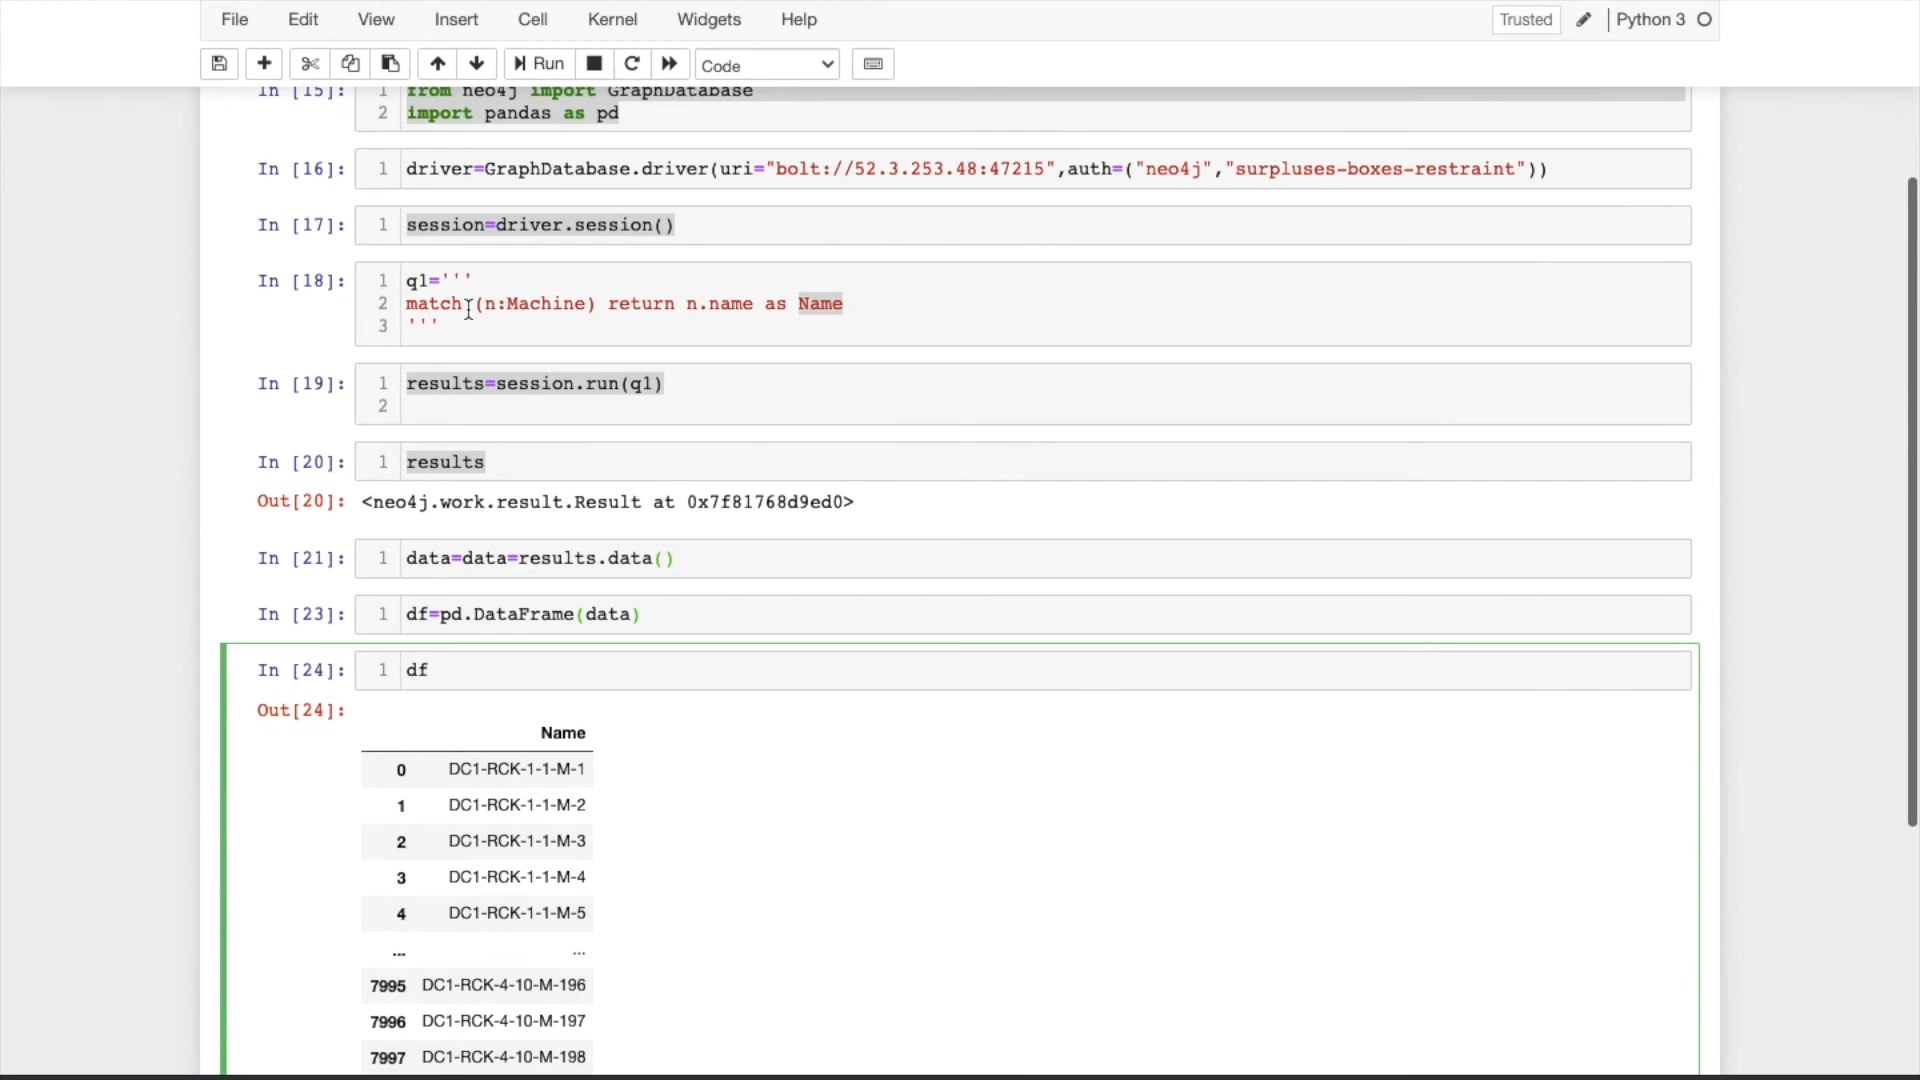 File Edit View Insert Cell Kernel Widgets Help Trusted Python 3
Run Code
In [15]: 1 from neo4j import GraphDatabase
2 import pandas as pd
In [16]: 1 driver=GraphDatabase.driver(uri="bolt://52.3.253.48:47215",auth=("neo4j","surpluses-boxes-restraint"))
In [17]: 1 session=driver.session()
In [18]: 1 q1='''
2 match (n:Machine) return n.name as Name
3 '''
In [19]: 1 results=session.run(q1)
2
In [20]: 1 results
Out[20]: <neo4j.work.result.Result at 0x7f81768d9ed0>
In [21]: 1 data=data=results.data()
In [23]: 1 df=pd.DataFrame(data)
In [24]: 1 df
Out[24]:
Name
0 DC1-RCK-1-1-M-1
1 DC1-RCK-1-1-M-2
2 DC1-RCK-1-1-M-3
3 DC1-RCK-1-1-M-4
4 DC1-RCK-1-1-M-5
... ...
7995 DC1-RCK-4-10-M-196
7996 DC1-RCK-4-10-M-197
7997 DC1-RCK-4-10-M-198